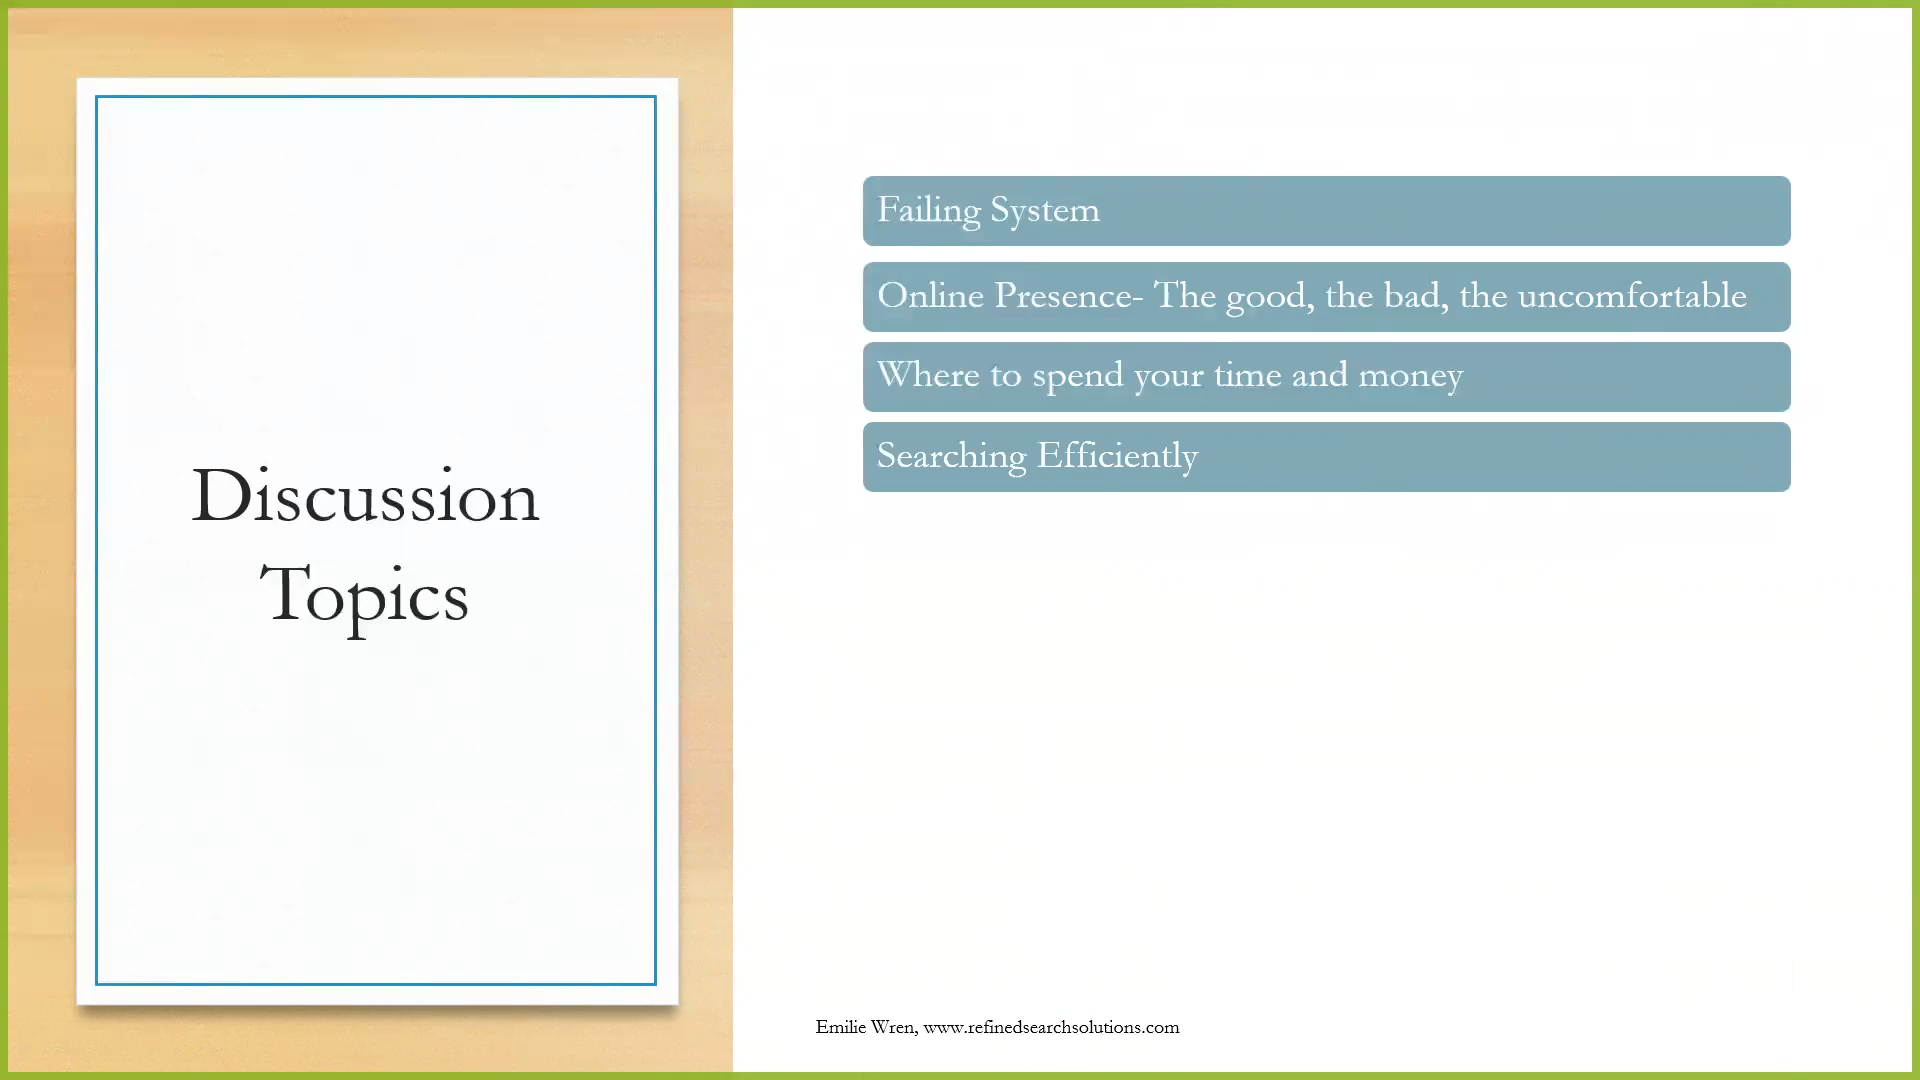 Discussion
Topics
Failing System
Online Presence- The good, the bad, the uncomfortable
Where to spend your time and money
Searching Efficiently
Emilie Wren, www.refinedsearchsolutions.com